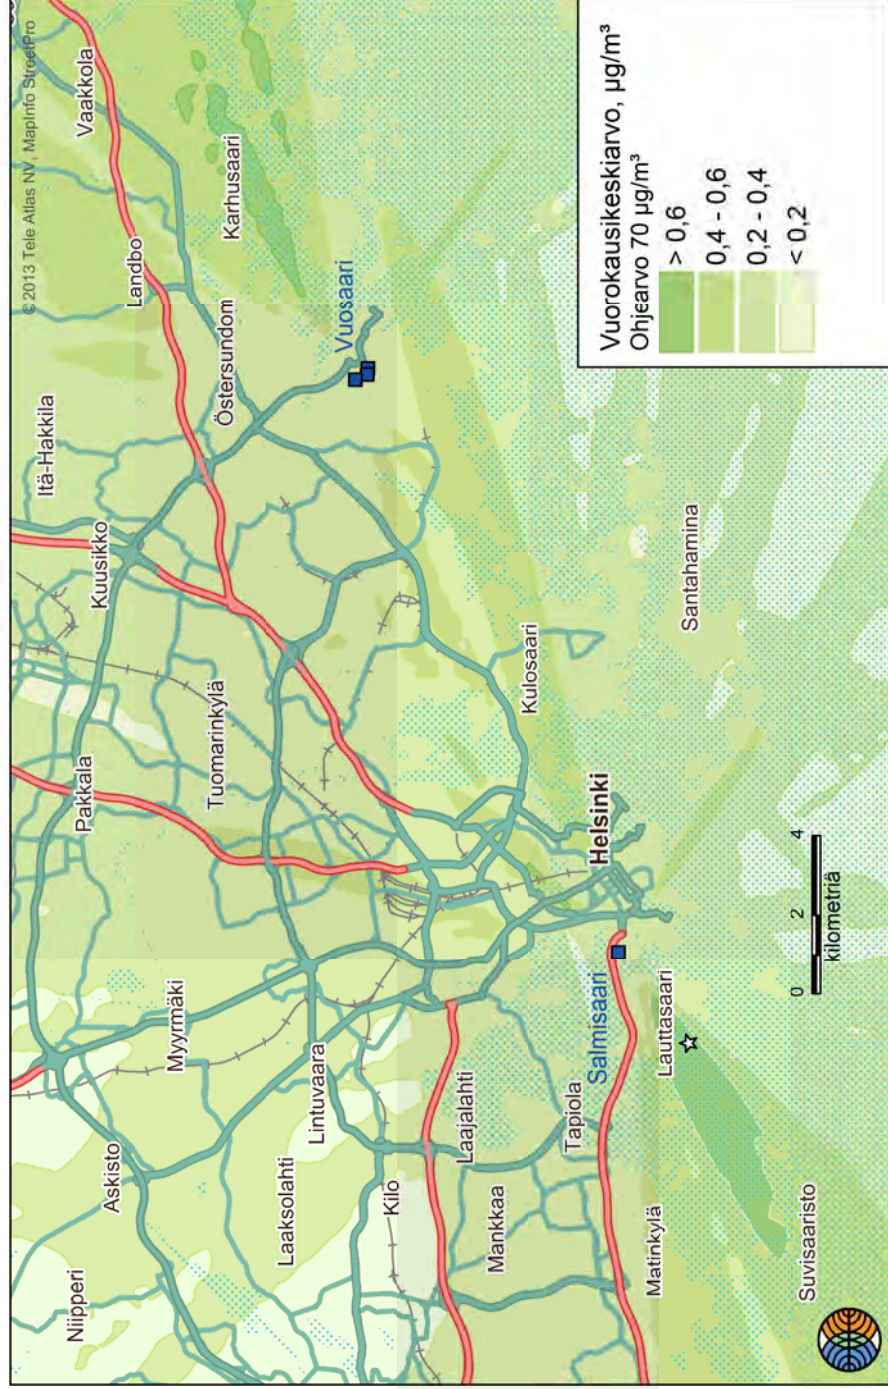 © 2013 Tele Atlas NV, MapInfo StreetPro
Vaakkola
Landbo
Karhusaari
Itä-Hakkila
Östersundom
Vuosaari
Kuusikko
Pakkala
Tuomarinkylä
Kulosaari
Santahamina
Myyrmäki
Helsinki
Askisto
Lintuvaara
Salmisaari
Lauttasaari
Laaksolahti
Laajalahti
Tapiola
Niipperi
Kilo
Mankkaa
Matinkylä
Suvisaaristo
0 2 4
kilometriä
Vuorokausikeskiarvo, µg/m³
Ohjearvo 70 µg/m³
> 0,6
0,4 - 0,6
0,2 - 0,4
< 0,2